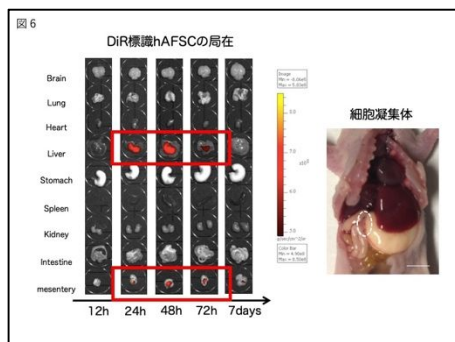 図6
DiR標識hAFSCの局在
Brain
Lung
Heart
Liver
Stomach
Spleen
Kidney
Intestine
mesentery
12h
24h
48h
72h
7days
Image
細胞凝集体